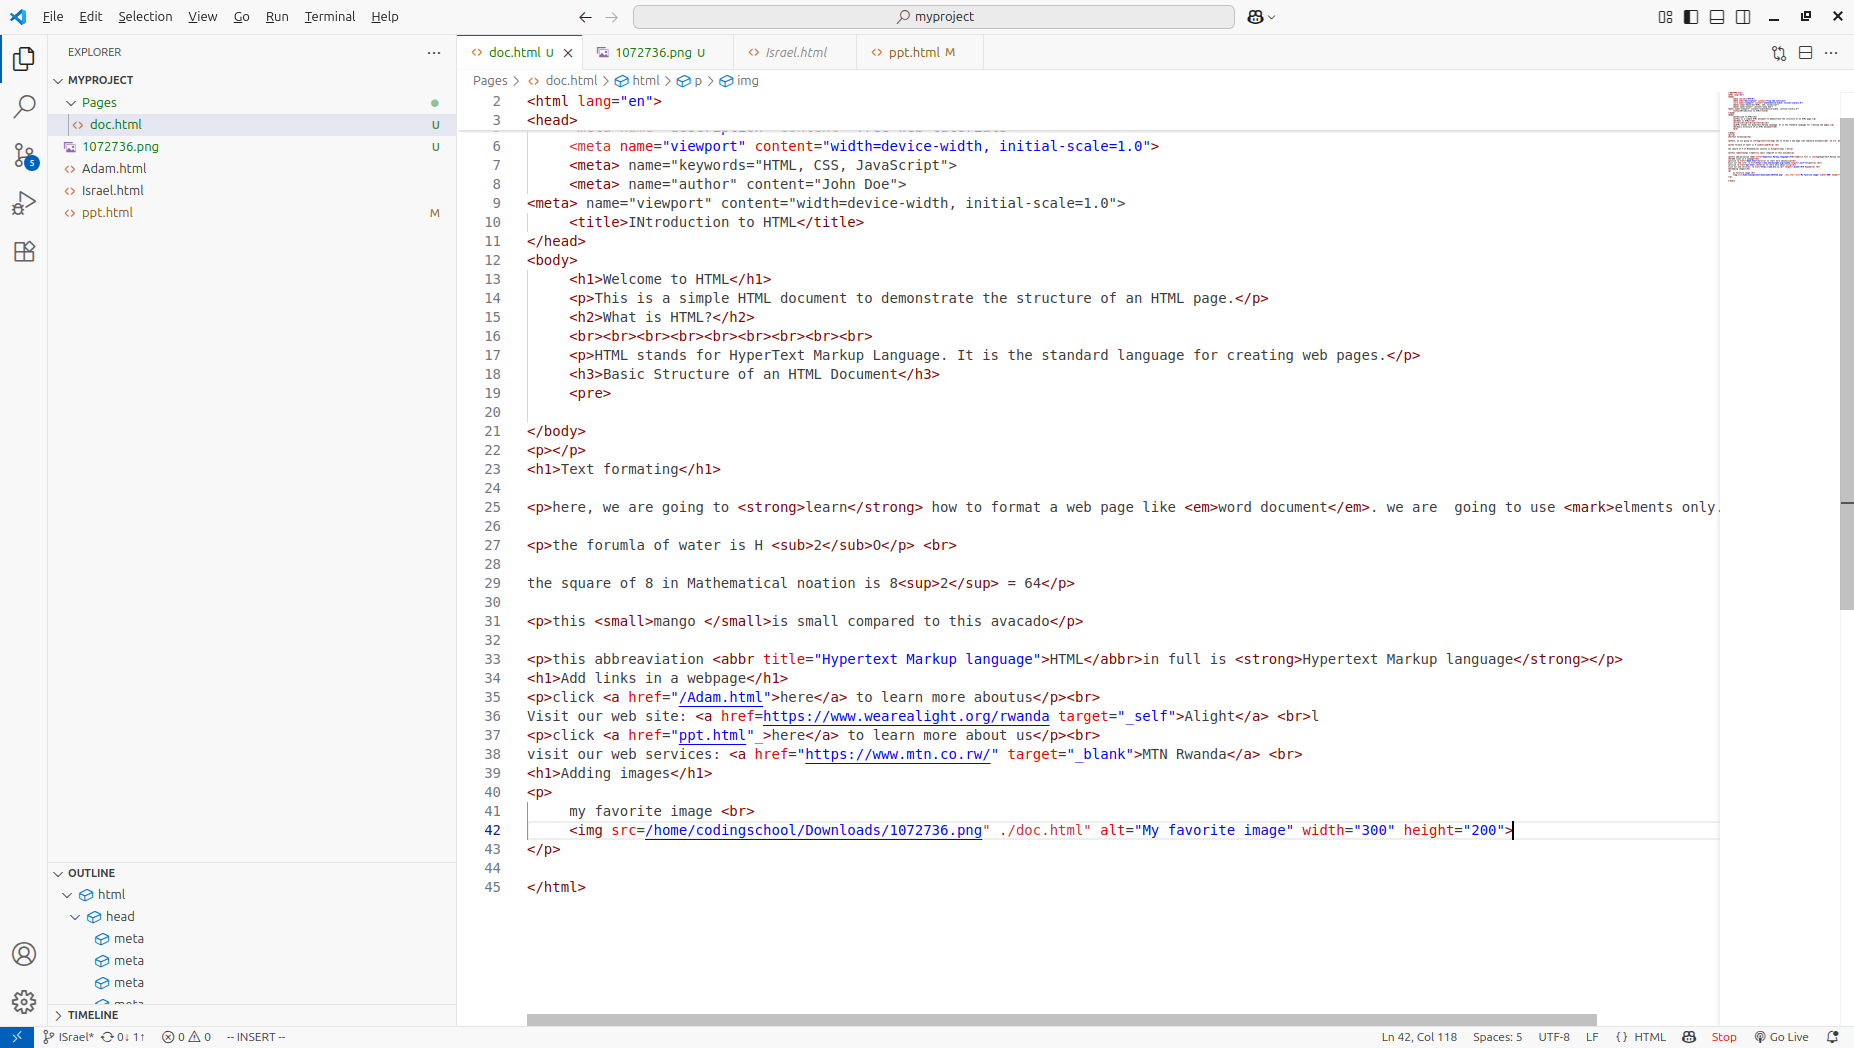 File Edit Selection View Go Run Terminal Help
myproject
EXPLORER
MYPROJECT
Pages
doc.html U
1072736.png U
Adam.html
Israel.html
ppt.html M
OUTLINE
html
head
meta
meta
meta
TIMELINE
doc.html U
1072736.png U
Israel.html
ppt.html M
Pages > doc.html > html > p > img
2 <html lang="en">
3 <head>
6 <meta name="viewport" content="width=device-width, initial-scale=1.0">
7 <meta> name="keywords="HTML, CSS, JavaScript">
8 <meta> name="author" content="John Doe">
9 <meta> name="viewport" content="width=device-width, initial-scale=1.0">
10 <title>INtroduction to HTML</title>
11 </head>
12 <body>
13 <h1>Welcome to HTML</h1>
14 <p>This is a simple HTML document to demonstrate the structure of an HTML page.</p>
15 <h2>What is HTML?</h2>
16 <br><br><br><br><br><br><br><br><br>
17 <p>HTML stands for HyperText Markup Language. It is the standard language for creating web pages.</p>
18 <h3>Basic Structure of an HTML Document</h3>
19 <pre>
20
21 </body>
22 <p></p>
23 <h1>Text formating</h1>
24
25 <p>here, we are going to <strong>learn</strong> how to format a web page like <em>word document</em>. we are  going to use <mark>elments only.
26
27 <p>the forumla of water is H <sub>2</sub>O</p> <br>
28
29 the square of 8 in Mathematical noation is 8<sup>2</sup> = 64</p>
30
31 <p>this <small>mango </small>is small compared to this avacado</p>
32
33 <p>this abbreaviation <abbr title="Hypertext Markup language">HTML</abbr>in full is <strong>Hypertext Markup language</strong></p>
34 <h1>Add links in a webpage</h1>
35 <p>click <a href="/Adam.html">here</a> to learn more aboutus</p><br>
36 Visit our web site: <a href=https://www.wearealight.org/rwanda target="_self">Alight</a> <br>l
37 <p>click <a href="ppt.html"_>here</a> to learn more about us</p><br>
38 visit our web services: <a href="https://www.mtn.co.rw/" target="_blank">MTN Rwanda</a> <br>
39 <h1>Adding images</h1>
40 <p>
41 my favorite image <br>
42 <img src=/home/codingschool/Downloads/1072736.png" ./doc.html" alt="My favorite image" width="300" height="200">
43 </p>
44
45 </html>
ISrael* 0↓ 1↑ 0 0 -- INSERT -- Ln 42, Col 118 Spaces: 5 UTF-8 LF {} HTML Stop Go Live
5